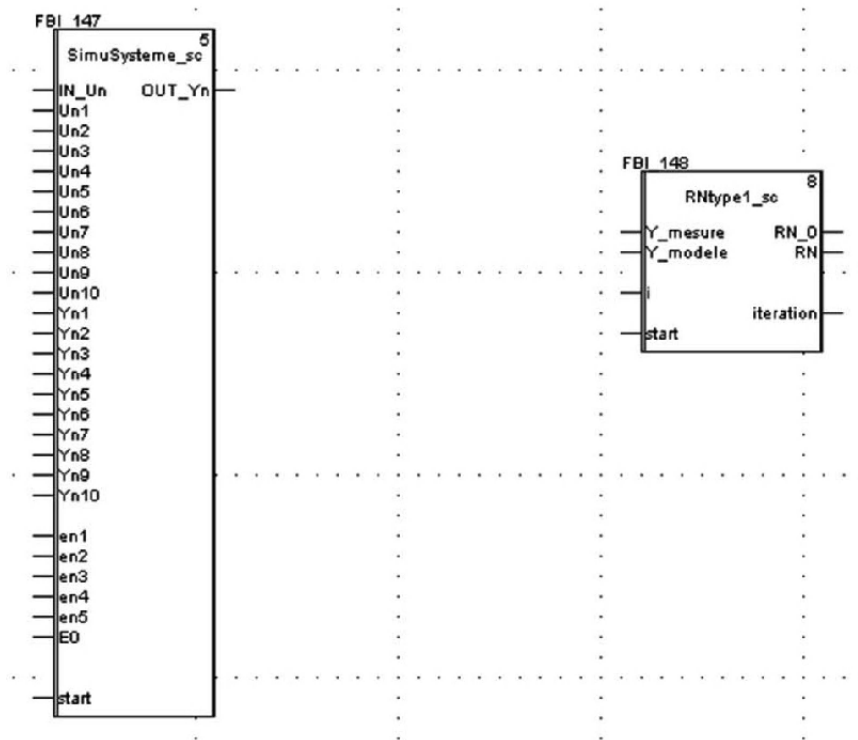 FBI_147
5
SimuSysteme_sc
IN_Un OUT_Yn
Un1
Un2
Un3
Un4
Un5
Un6
Un7
Un8
Un9
Un10
Yn1
Yn2
Yn3
Yn4
Yn5
Yn6
Yn7
Yn8
Yn9
Yn10
en1
en2
en3
en4
en5
E0
start
FBI_148
8
RNtype1_sc
Y_mesure RN_0
Y_modele RN
i
iteration
start